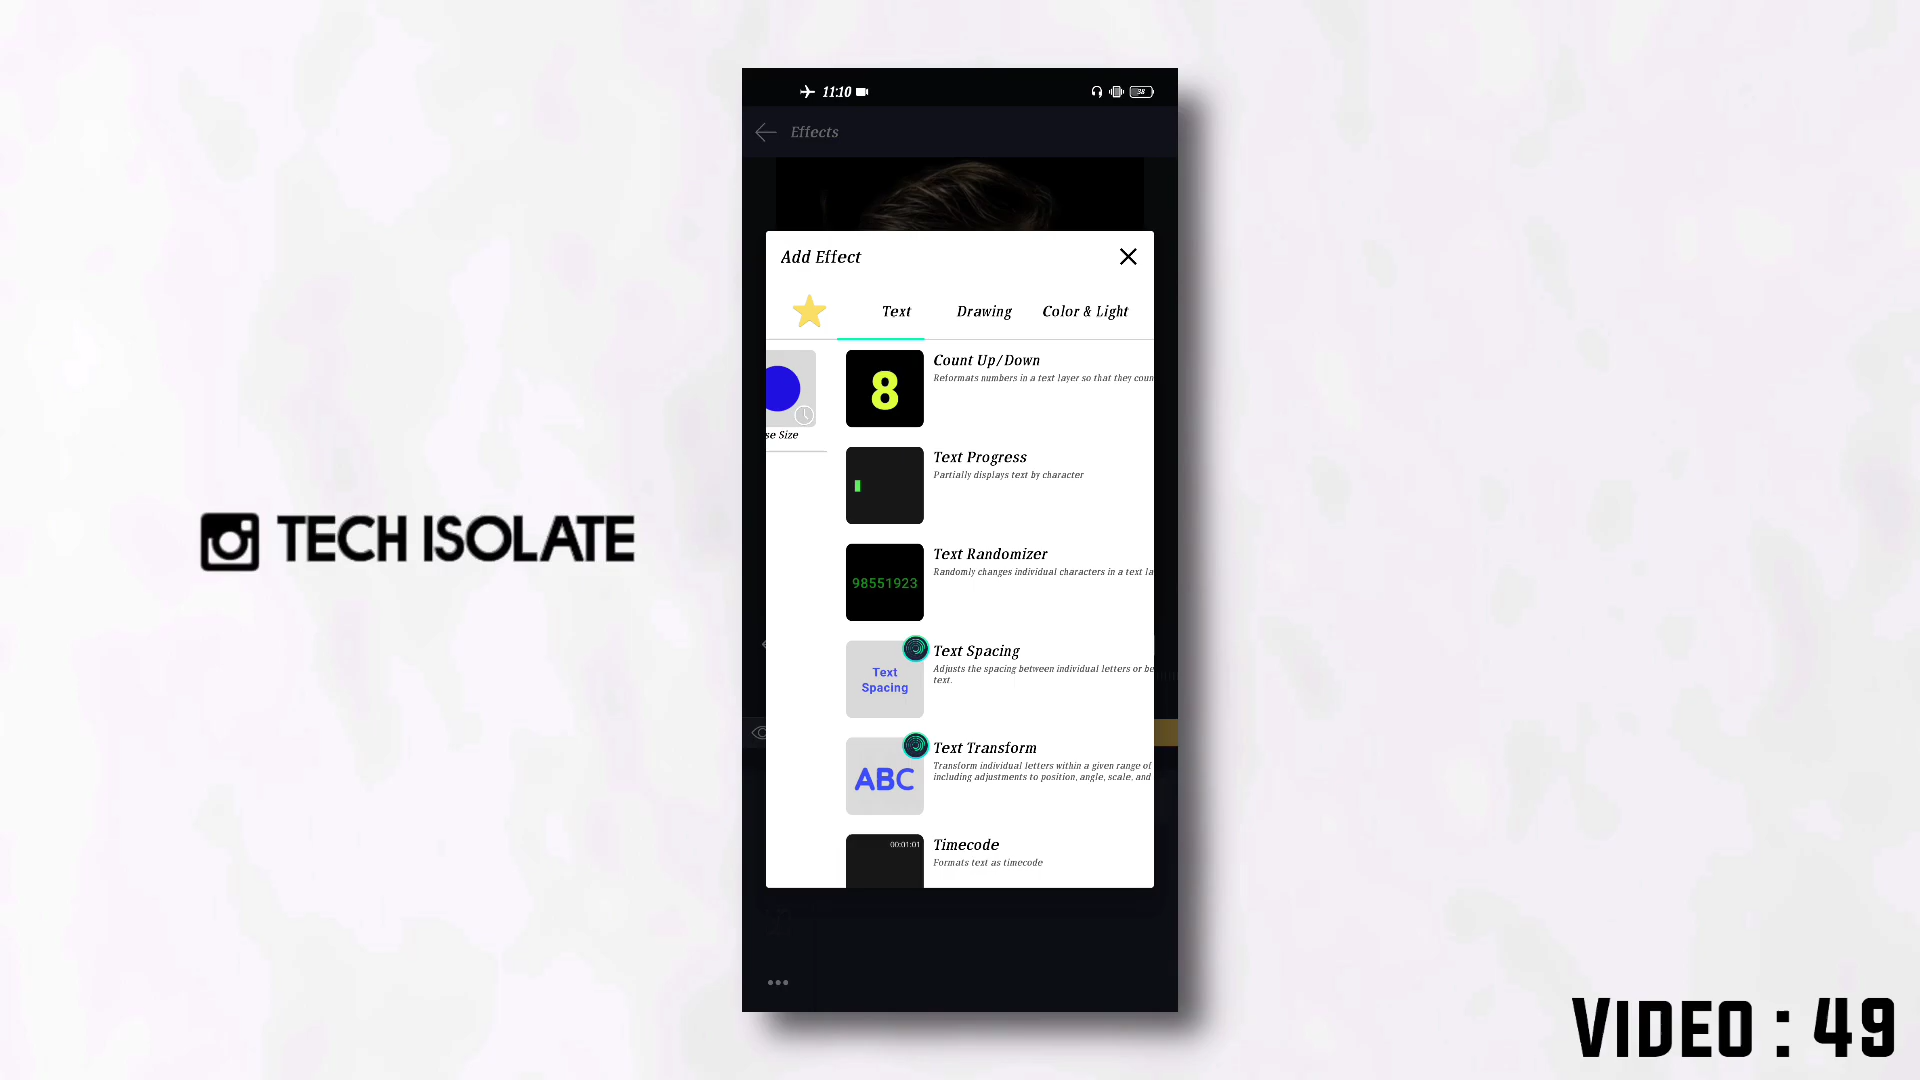 11:10
38
Effects
Add Effect
Text
Drawing
Color & Light
se Size
8
Count Up/Down
Reformats numbers in a text layer so that they coun
Text Progress
Partially displays text by character
98551923
Text Randomizer
Randomly changes individual characters in a text la
Text
Spacing
Text Spacing
Adjusts the spacing between individual letters or be
text.
ABC
Text Transform
Transform individual letters within a given range of
including adjustments to position, angle, scale, and
00:01:01
Timecode
Formats text as timecode
TECH ISOLATE
VIDEO : 49